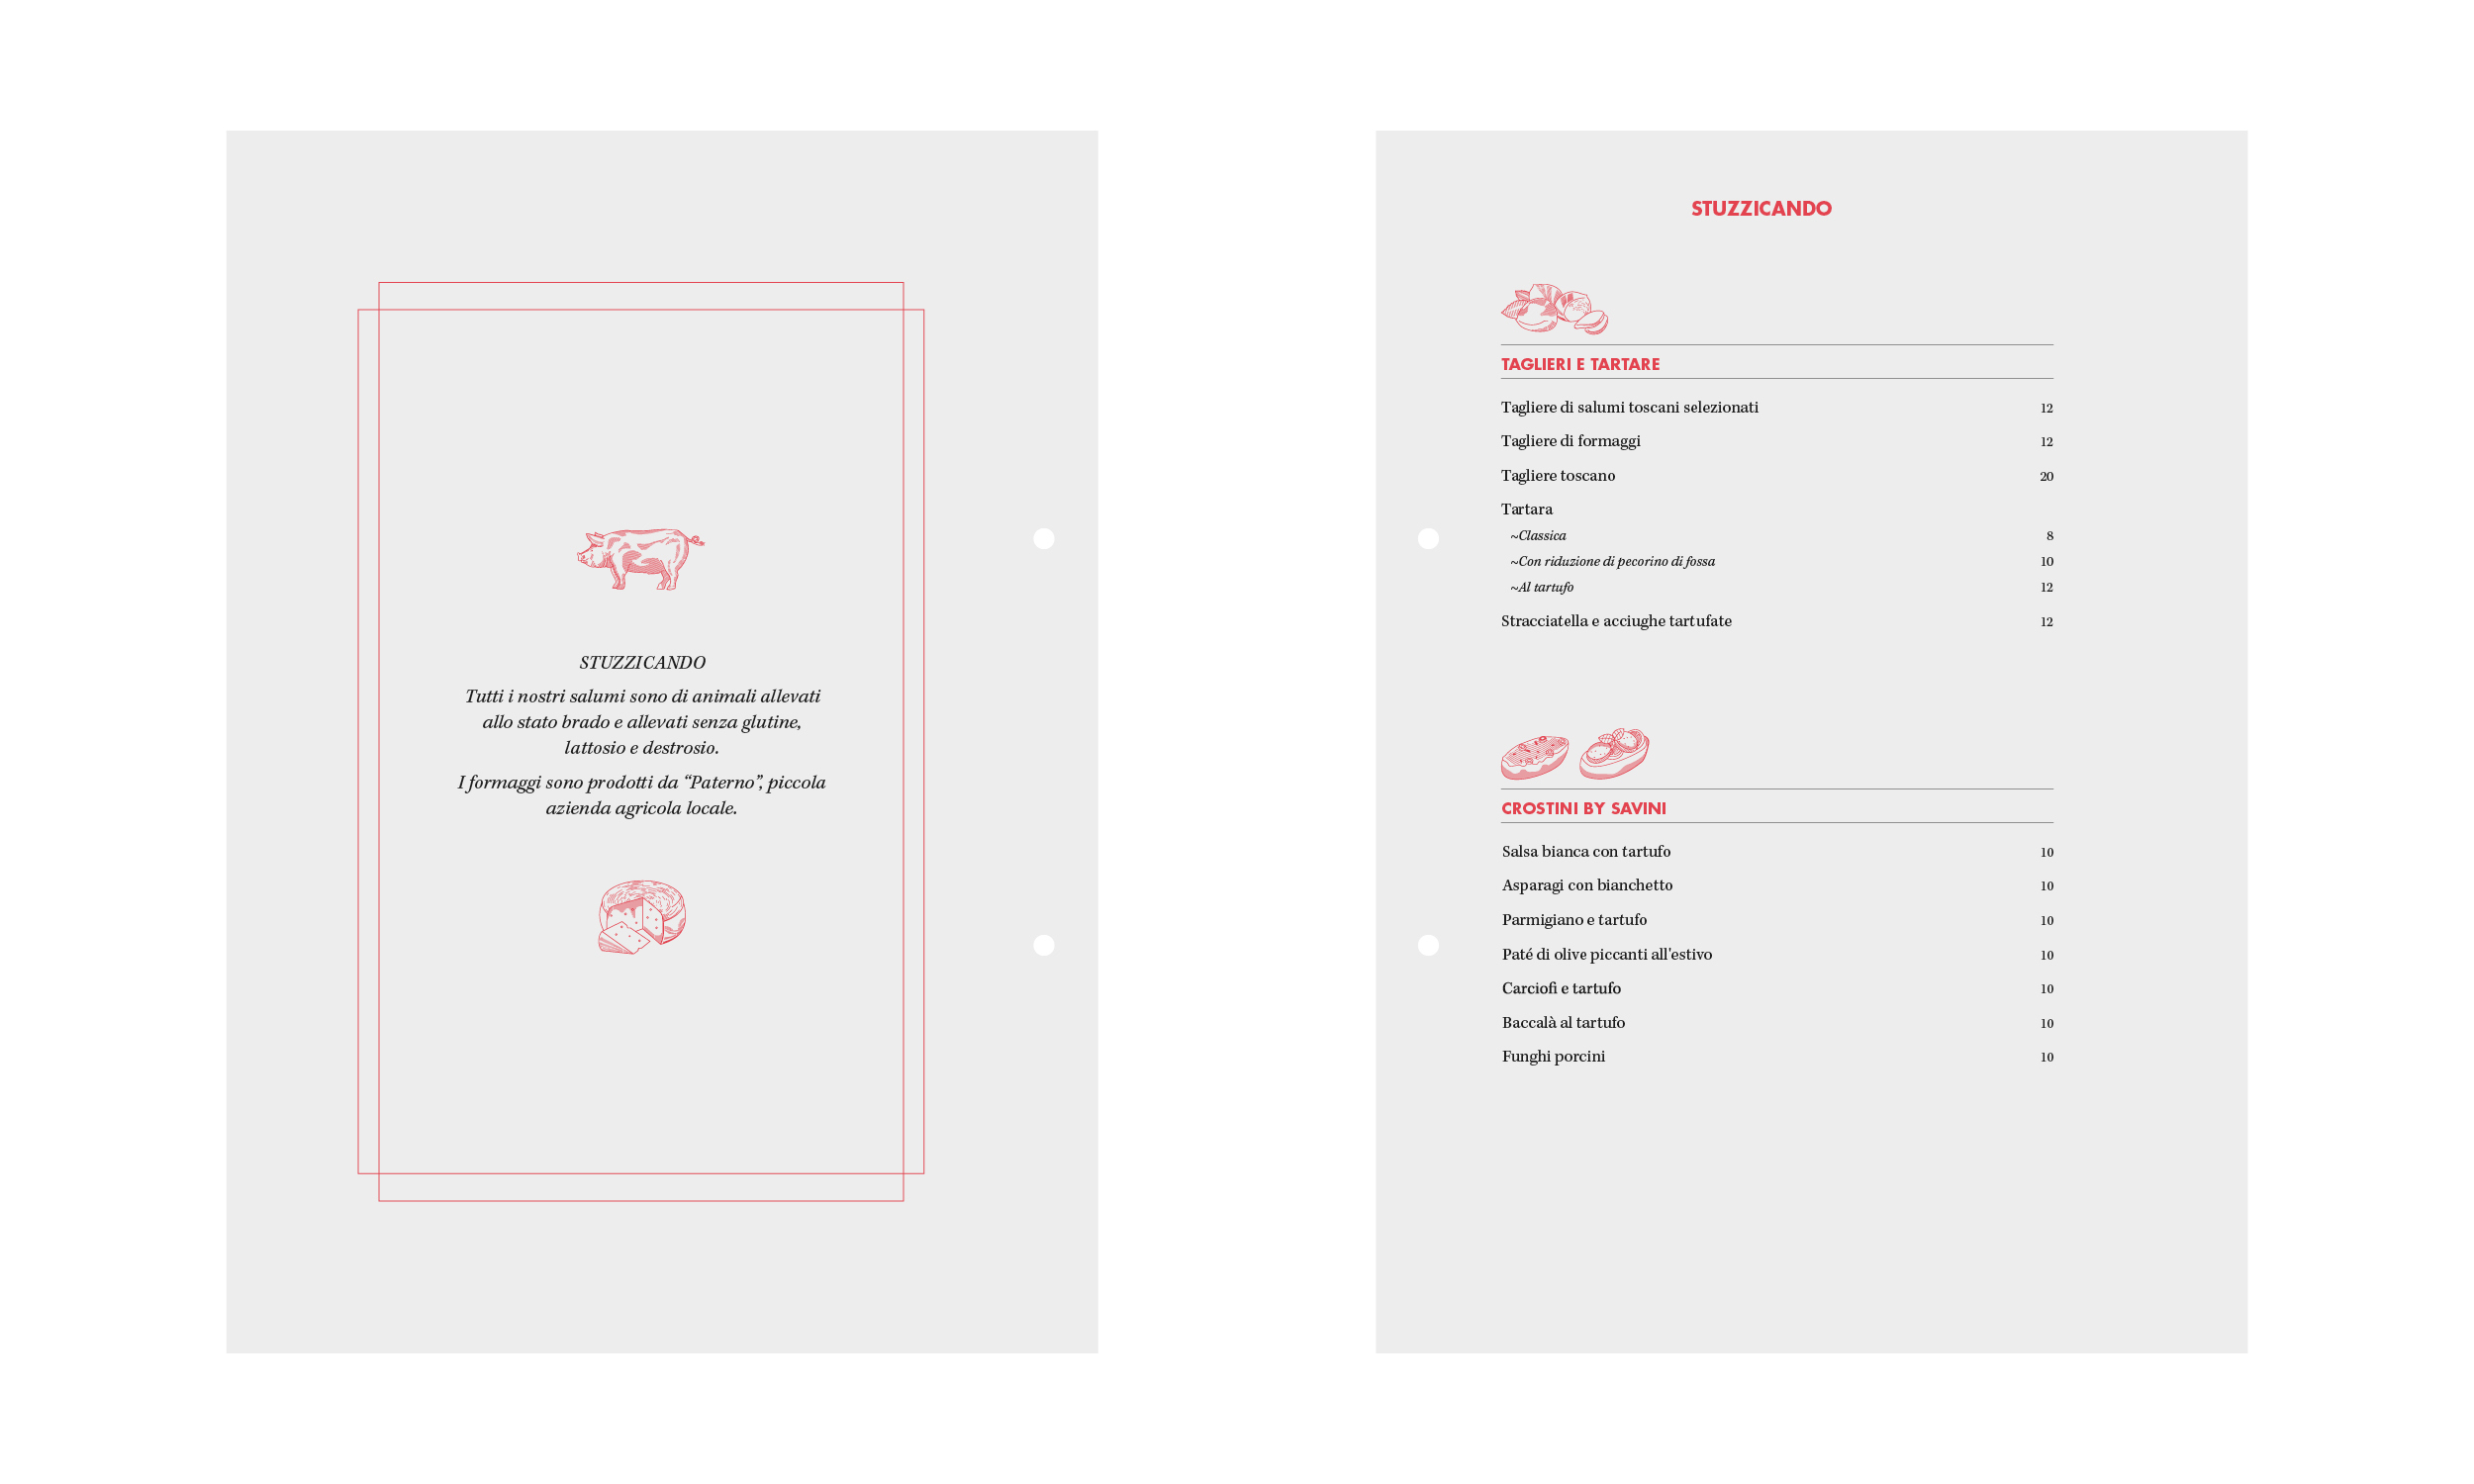 STUZZICANDO
Tutti i nostri salumi sono di animali allevati
allo stato brado e allevati senza glutine,
lattosio e destrosio.
I formaggi sono prodotti da “Paterno”, piccola
azienda agricola locale.
STUZZICANDO
TAGLIERI E TARTARE
Tagliere di salumi toscani selezionati 12
Tagliere di formaggi 12
Tagliere toscano 20
Tartara
~Classica 8
~Con riduzione di pecorino di fossa 10
~Al tartufo 12
Stracciatella e acciughe tartufate 12
CROSTINI BY SAVINI
Salsa bianca con tartufo 10
Asparagi con bianchetto 10
Parmigiano e tartufo 10
Paté di olive piccanti all'estivo 10
Carciofi e tartufo 10
Baccalà al tartufo 10
Funghi porcini 10